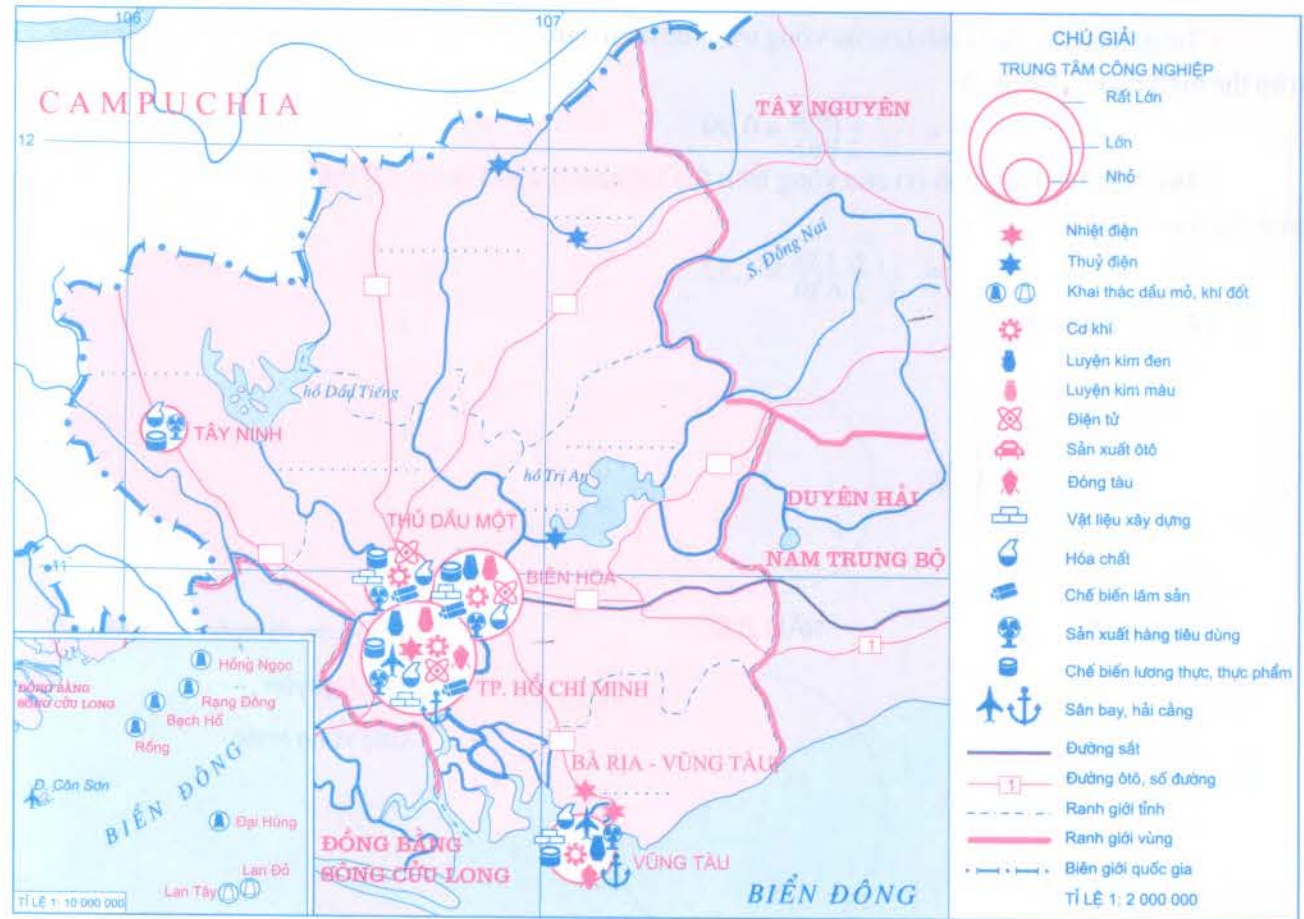 106
107
CAMPUCHIA
TÂY NGUYÊN
12
S. Đồng Nai
hồ Dầu Tiếng
TÂY NINH
hồ Trị An
DUYÊN HẢI
NAM TRUNG BỘ
THỦ DẦU MỘT
11
BIÊN HÒA
1
TP. HỒ CHÍ MINH
BÀ RỊA - VŨNG TÀU
ĐỒNG BẰNG
SÔNG CỬU LONG
VŨNG TÀU
BIỂN ĐÔNG
ĐỒNG BẰNG
SÔNG CỬU LONG
Hồng Ngọc
Rạng Đông
Bạch Hổ
Rồng
Đ. Côn Sơn
BIỂN ĐÔNG
Đại Hùng
Lan Đỏ
Lan Tây
TỈ LỆ 1: 10 000 000
CHÚ GIẢI
TRUNG TÂM CÔNG NGHIỆP
Rất Lớn
Lớn
Nhỏ
Nhiệt điện
Thuỷ điện
Khai thác dầu mỏ, khí đốt
Cơ khí
Luyện kim đen
Luyện kim màu
Điện tử
Sản xuất ôtô
Đóng tàu
Vật liệu xây dựng
Hóa chất
Chế biến lâm sản
Sản xuất hàng tiêu dùng
Chế biến lương thực, thực phẩm
Sân bay, hải cảng
Đường sắt
1
Đường ôtô, số đường
Ranh giới tỉnh
Ranh giới vùng
Biên giới quốc gia
TỈ LỆ 1: 2 000 000